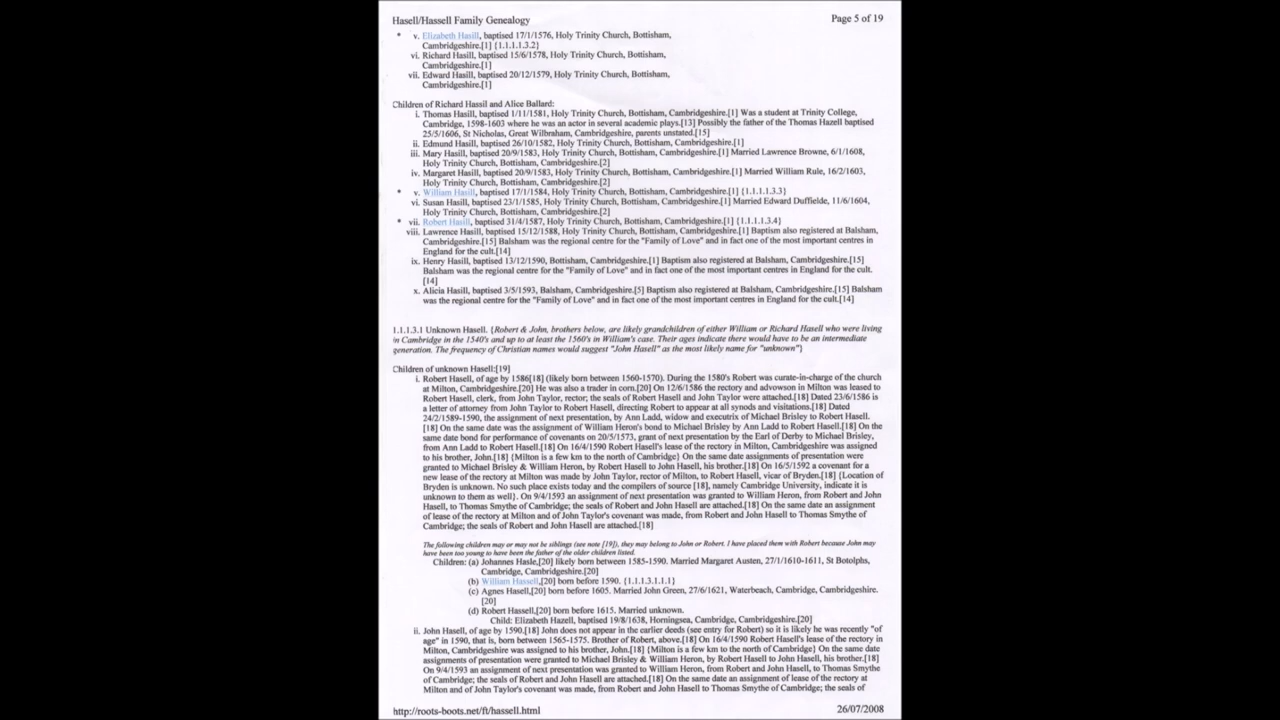 Hasell/Hassell Family Genealogy
Page 5 of 19
* v. Elizabeth Hasill, baptised 17/1/1576, Holy Trinity Church, Bottisham,
Cambridgeshire.[1] {1.1.1.1.3.2}
vi. Richard Hasill, baptised 15/6/1578, Holy Trinity Church, Bottisham,
Cambridgeshire.[1]
vii. Edward Hasill, baptised 20/12/1579, Holy Trinity Church, Bottisham,
Cambridgeshire.[1]
Children of Richard Hassil and Alice Ballard:
i. Thomas Hasill, baptised 1/11/1581, Holy Trinity Church, Bottisham, Cambridgeshire.[1] Was a student at Trinity College,
Cambridge, 1598-1603 where he was an actor in several academic plays.[13] Possibly the father of the Thomas Hazell baptised
25/5/1606, St Nicholas, Great Wilbraham, Cambridgeshire, parents unstated.[15]
ii. Edmund Hasill, baptised 26/10/1582, Holy Trinity Church, Bottisham, Cambridgeshire.[1]
iii. Mary Hasill, baptised 20/9/1583, Holy Trinity Church, Bottisham, Cambridgeshire.[1] Married Lawrence Browne, 6/1/1608,
Holy Trinity Church, Bottisham, Cambridgeshire.[2]
iv. Margaret Hasill, baptised 20/9/1583, Holy Trinity Church, Bottisham, Cambridgeshire.[1] Married William Rule, 16/2/1603,
Holy Trinity Church, Bottisham, Cambridgeshire.[2]
* v. William Hasill, baptised 17/1/1584, Holy Trinity Church, Bottisham, Cambridgeshire.[1] {1.1.1.1.3.3}
vi. Susan Hasill, baptised 23/1/1585, Holy Trinity Church, Bottisham, Cambridgeshire.[1] Married Edward Duffielde, 11/6/1604,
Holy Trinity Church, Bottisham, Cambridgeshire.[2]
* vii. Robert Hasill, baptised 31/4/1587, Holy Trinity Church, Bottisham, Cambridgeshire.[1] {1.1.1.1.3.4}
viii. Lawrence Hasill, baptised 15/12/1588, Holy Trinity Church, Bottisham, Cambridgeshire.[1] Baptism also registered at Balsham,
Cambridgeshire.[15] Balsham was the regional centre for the "Family of Love" and in fact one of the most important centres in
England for the cult.[14]
ix. Henry Hasill, baptised 13/12/1590, Bottisham, Cambridgeshire.[1] Baptism also registered at Balsham, Cambridgeshire.[15]
Balsham was the regional centre for the "Family of Love" and in fact one of the most important centres in England for the cult.
[14]
x. Alicia Hasill, baptised 3/5/1593, Balsham, Cambridgeshire.[5] Baptism also registered at Balsham, Cambridgeshire.[15] Balsham
was the regional centre for the "Family of Love" and in fact one of the most important centres in England for the cult.[14]
1.1.1.3.1 Unknown Hasell. {Robert & John, brothers below, are likely grandchildren of either William or Richard Hasell who were living
in Cambridge in the 1540's and up to at least the 1560's in William's case. Their ages indicate there would have to be an intermediate
generation. The frequency of Christian names would suggest "John Hasell" as the most likely name for "unknown"}
Children of unknown Hasell:[19]
i. Robert Hasell, of age by 1586[18] (likely born between 1560-1570). During the 1580's Robert was curate-in-charge of the church
at Milton, Cambridgeshire.[20] He was also a trader in corn.[20] On 12/6/1586 the rectory and advowson in Milton was leased to
Robert Hasell, clerk, from John Taylor, rector; the seals of Robert Hasell and John Taylor were attached.[18] Dated 23/6/1586 is
a letter of attorney from John Taylor to Robert Hasell, directing Robert to appear at all synods and visitations.[18] Dated
24/2/1589-1590, the assignment of next presentation, by Ann Ladd, widow and executrix of Michael Brisley to Robert Hasell.
[18] On the same date was the assignment of William Heron's bond to Michael Brisley by Ann Ladd to Robert Hasell.[18] On the
same date bond for performance of covenants on 20/5/1573, grant of next presentation by the Earl of Derby to Michael Brisley,
from Ann Ladd to Robert Hasell.[18] On 16/4/1590 Robert Hasell's lease of the rectory in Milton, Cambridgeshire was assigned
to his brother, John.[18] {Milton is a few km to the north of Cambridge} On the same date assignments of presentation were
granted to Michael Brisley & William Heron, by Robert Hasell to John Hasell, his brother.[18] On 16/5/1592 a covenant for a
new lease of the rectory at Milton was made by John Taylor, rector of Milton, to Robert Hasell, vicar of Bryden.[18] {Location of
Bryden is unknown. No such place exists today and the compilers of source [18], namely Cambridge University, indicate it is
unknown to them as well}. On 9/4/1593 an assignment of next presentation was granted to William Heron, from Robert and John
Hasell, to Thomas Smythe of Cambridge; the seals of Robert and John Hasell are attached.[18] On the same date an assignment
of lease of the rectory at Milton and of John Taylor's covenant was made, from Robert and John Hasell to Thomas Smythe of
Cambridge; the seals of Robert and John Hasell are attached.[18]
The following children may or may not be siblings (see note [19]), they may belong to John or Robert. I have placed them with Robert because John may
have been too young to have been the father of the older children listed.
Children: (a) Johannes Hasle,[20] likely born between 1585-1590. Married Margaret Austen, 27/1/1610-1611, St Botolphs,
Cambridge, Cambridgeshire.[20]
(b) William Hassell,[20] born before 1590. {1.1.1.3.1.1.1}
(c) Agnes Hasell,[20] born before 1605. Married John Green, 27/6/1621, Waterbeach, Cambridge, Cambridgeshire.
[20]
(d) Robert Hassell,[20] born before 1615. Married unknown.
Child: Elizabeth Hazell, baptised 19/8/1638, Horningsea, Cambridge, Cambridgeshire.[20]
ii. John Hasell, of age by 1590.[18] John does not appear in the earlier deeds (see entry for Robert) so it is likely he was recently "of
age" in 1590, that is, born between 1565-1575. Brother of Robert, above.[18] On 16/4/1590 Robert Hasell's lease of the rectory in
Milton, Cambridgeshire was assigned to his brother, John.[18] {Milton is a few km to the north of Cambridge} On the same date
assignments of presentation were granted to Michael Brisley & William Heron, by Robert Hasell to John Hasell, his brother.[18]
On 9/4/1593 an assignment of next presentation was granted to William Heron, from Robert and John Hasell, to Thomas Smythe
of Cambridge; the seals of Robert and John Hasell are attached.[18] On the same date an assignment of lease of the rectory at
Milton and of John Taylor's covenant was made, from Robert and John Hasell to Thomas Smythe of Cambridge; the seals of
http://roots-boots.net/ft/hassell.html
26/07/2008